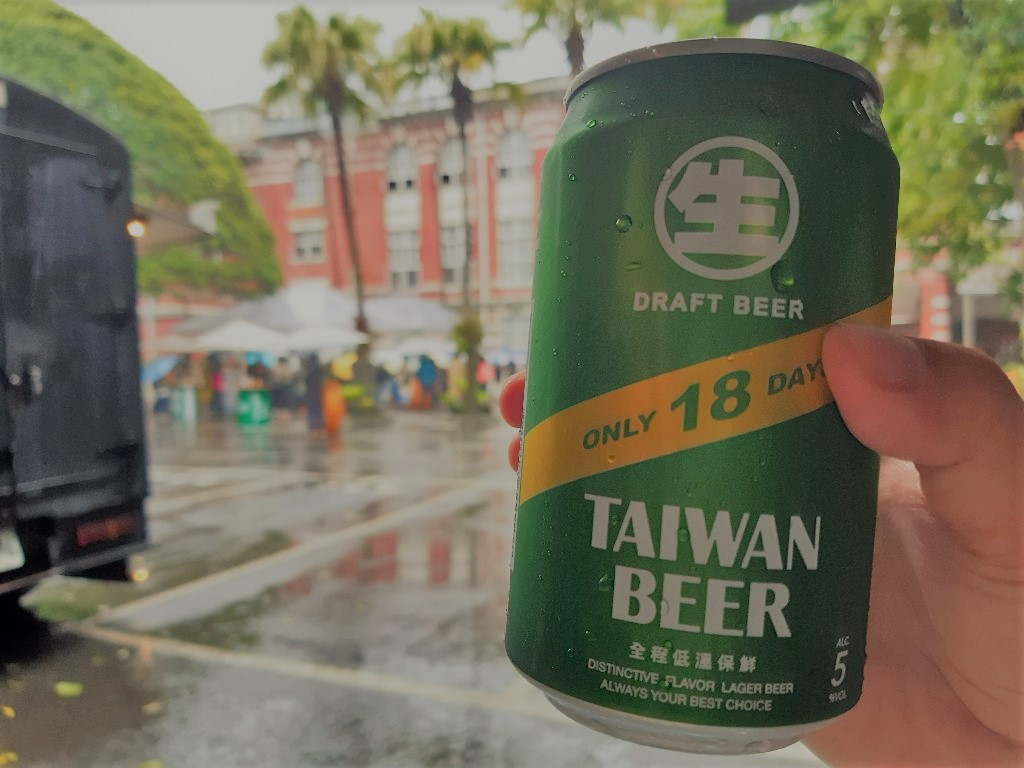 生
DRAFT BEER
ONLY 18 DAY
TAIWAN
BEER
全程低溫保鮮
DISTINCTIVE FLAVOR LAGER BEER
ALWAYS YOUR BEST CHOICE
ALC.
5
%VOL